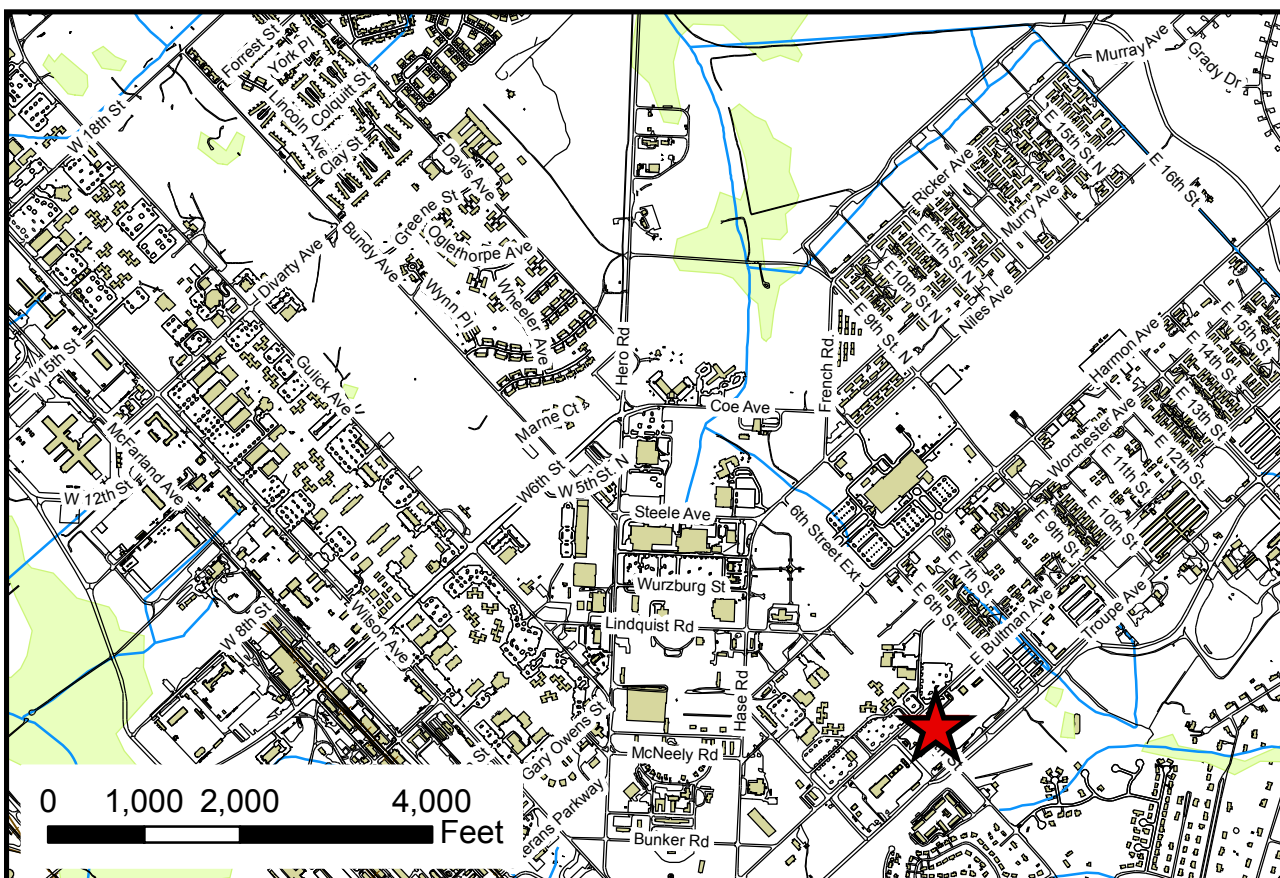 Murray Ave
Grady Dr
Forrest St
York Pl
Lincoln Ave
Colquitt St
Clay St
W 18th St
Davis Ave
E 15th St N
E 16th St
Ricker Ave
Murry Ave
E 11th St N
E 10th St N
E 9th St. N
Niles Ave
Greene St
Oglethorpe Ave
Bundy Ave
Divarty Ave
Wynn Pl
Wheeler Ave
Hero Rd
French Rd.
Harmon Ave
E 15th St
E 14th St
E 13th St
E 12th St
E 11th St
E 10th St
E 9th St
W15th St
Gulick Ave
Marne Ct
Coe Ave
McFarland Ave
Worchester Ave
W 12th St
W6th St
W 5th St. N
Steele Ave
6th Street Ext
Wurzburg St
E 7th St
E 6th St
E Bultman Ave
Troupe Ave
Lindquist Rd
W 8th St
Wilson Ave
Hase Rd
Gary Owens St
St
McNeely Rd
erans Parkway
Bunker Rd
0 1,000 2,000 4,000
Feet